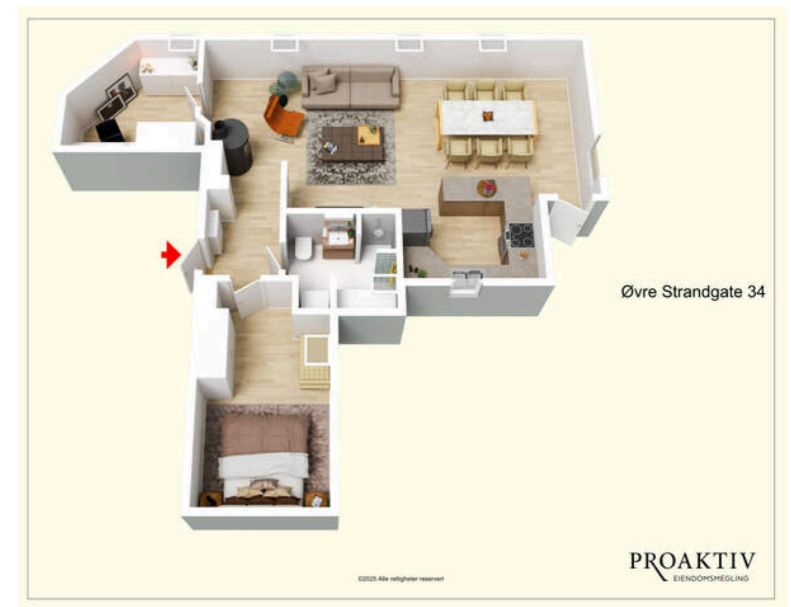 Øvre Strandgate 34
PROAKTIV
EIENDOMSMEGLING
©2025 Alle rettigheter reservert